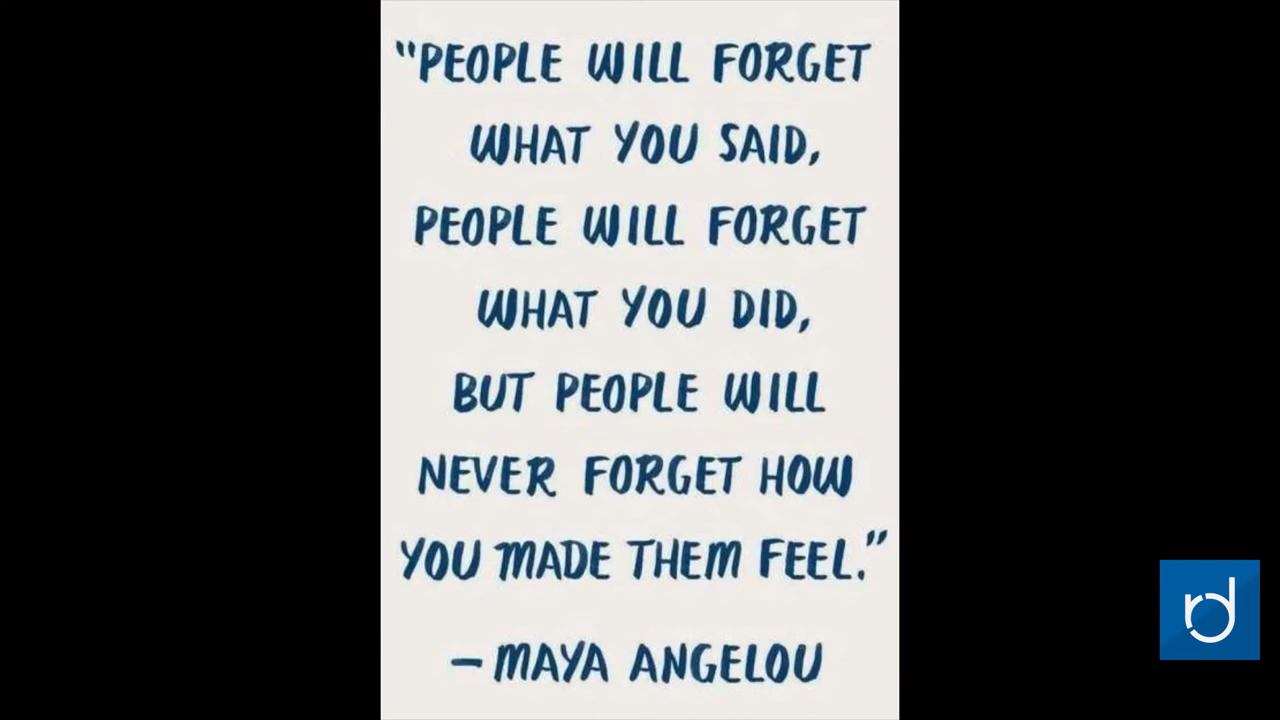 "PEOPLE WILL FORGET
WHAT YOU SAID,
PEOPLE WILL FORGET
WHAT YOU DID,
BUT PEOPLE WILL
NEVER FORGET HOW
YOU MADE THEM FEEL."
– MAYA ANGELOU
rd